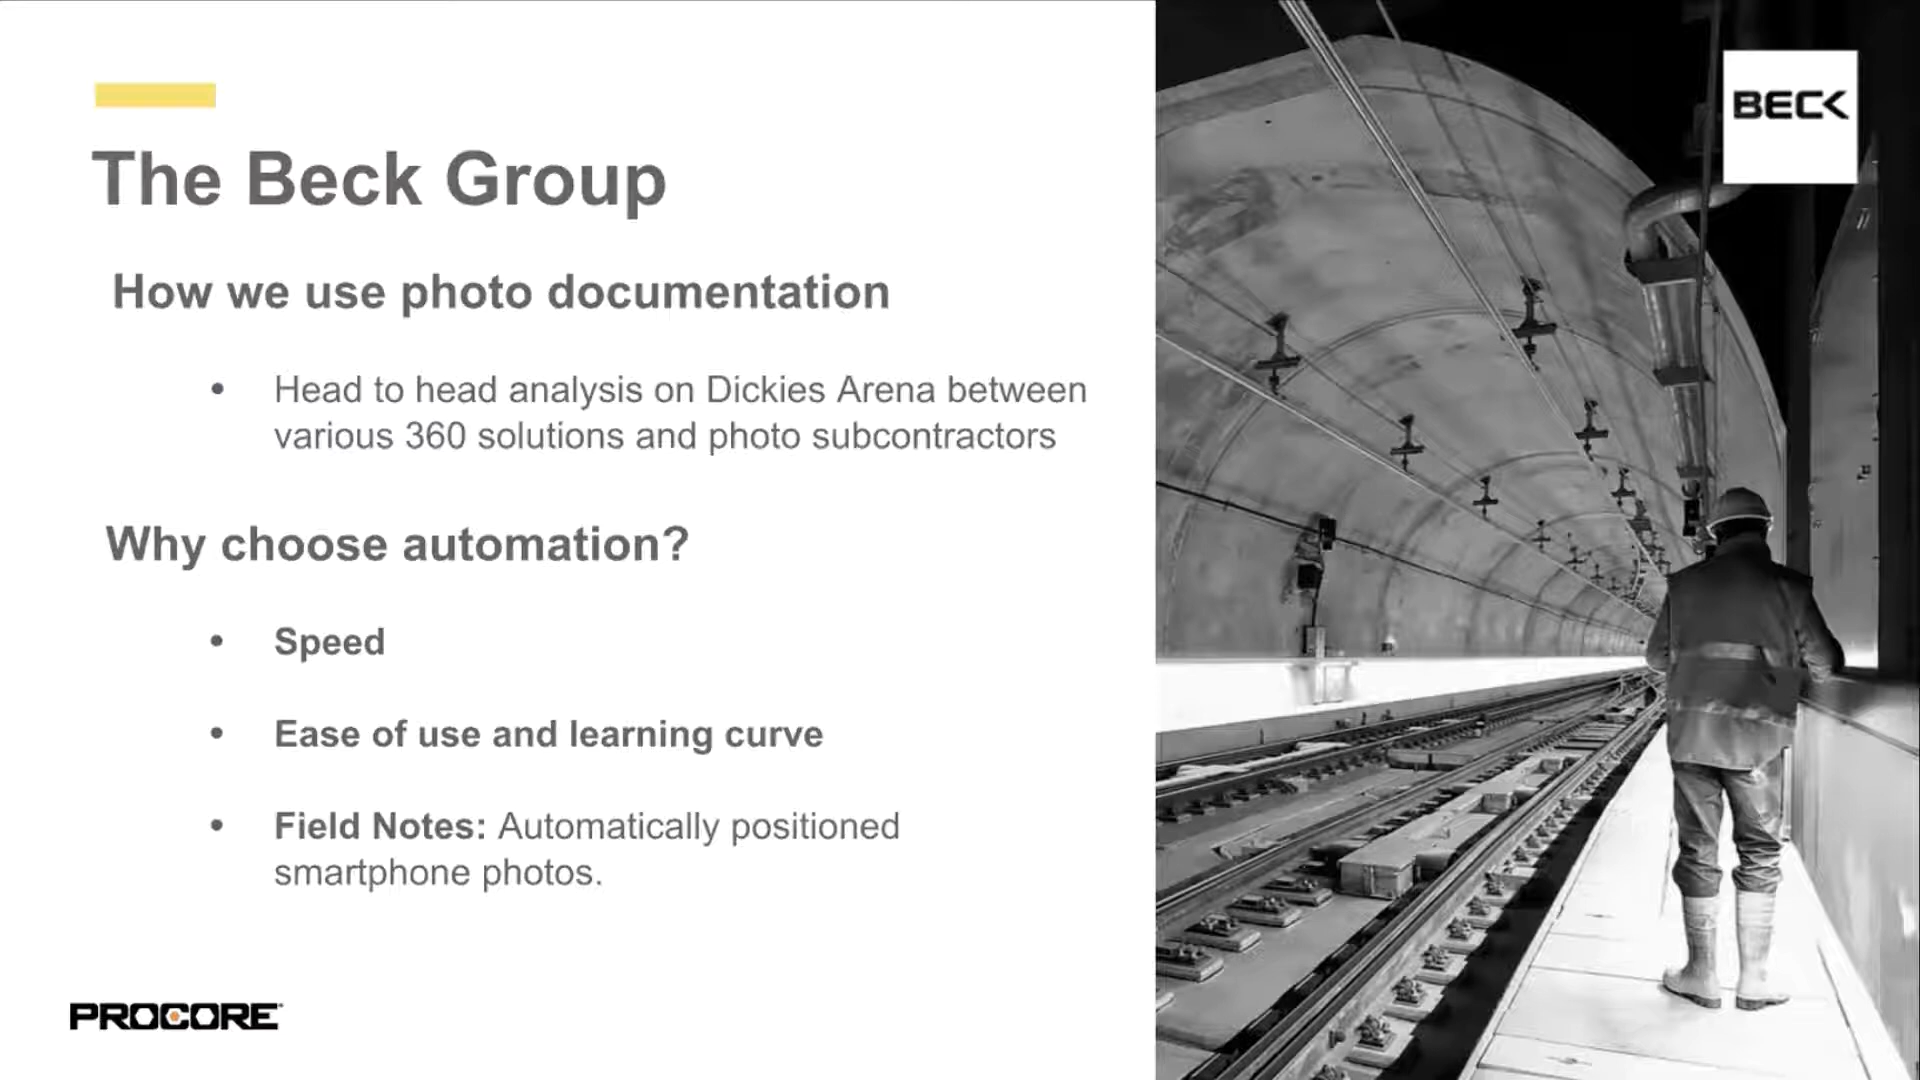 BECK
The Beck Group
How we use photo documentation
• Head to head analysis on Dickies Arena between
various 360 solutions and photo subcontractors
Why choose automation?
• Speed
• Ease of use and learning curve
• Field Notes: Automatically positioned
smartphone photos.
PROCORE